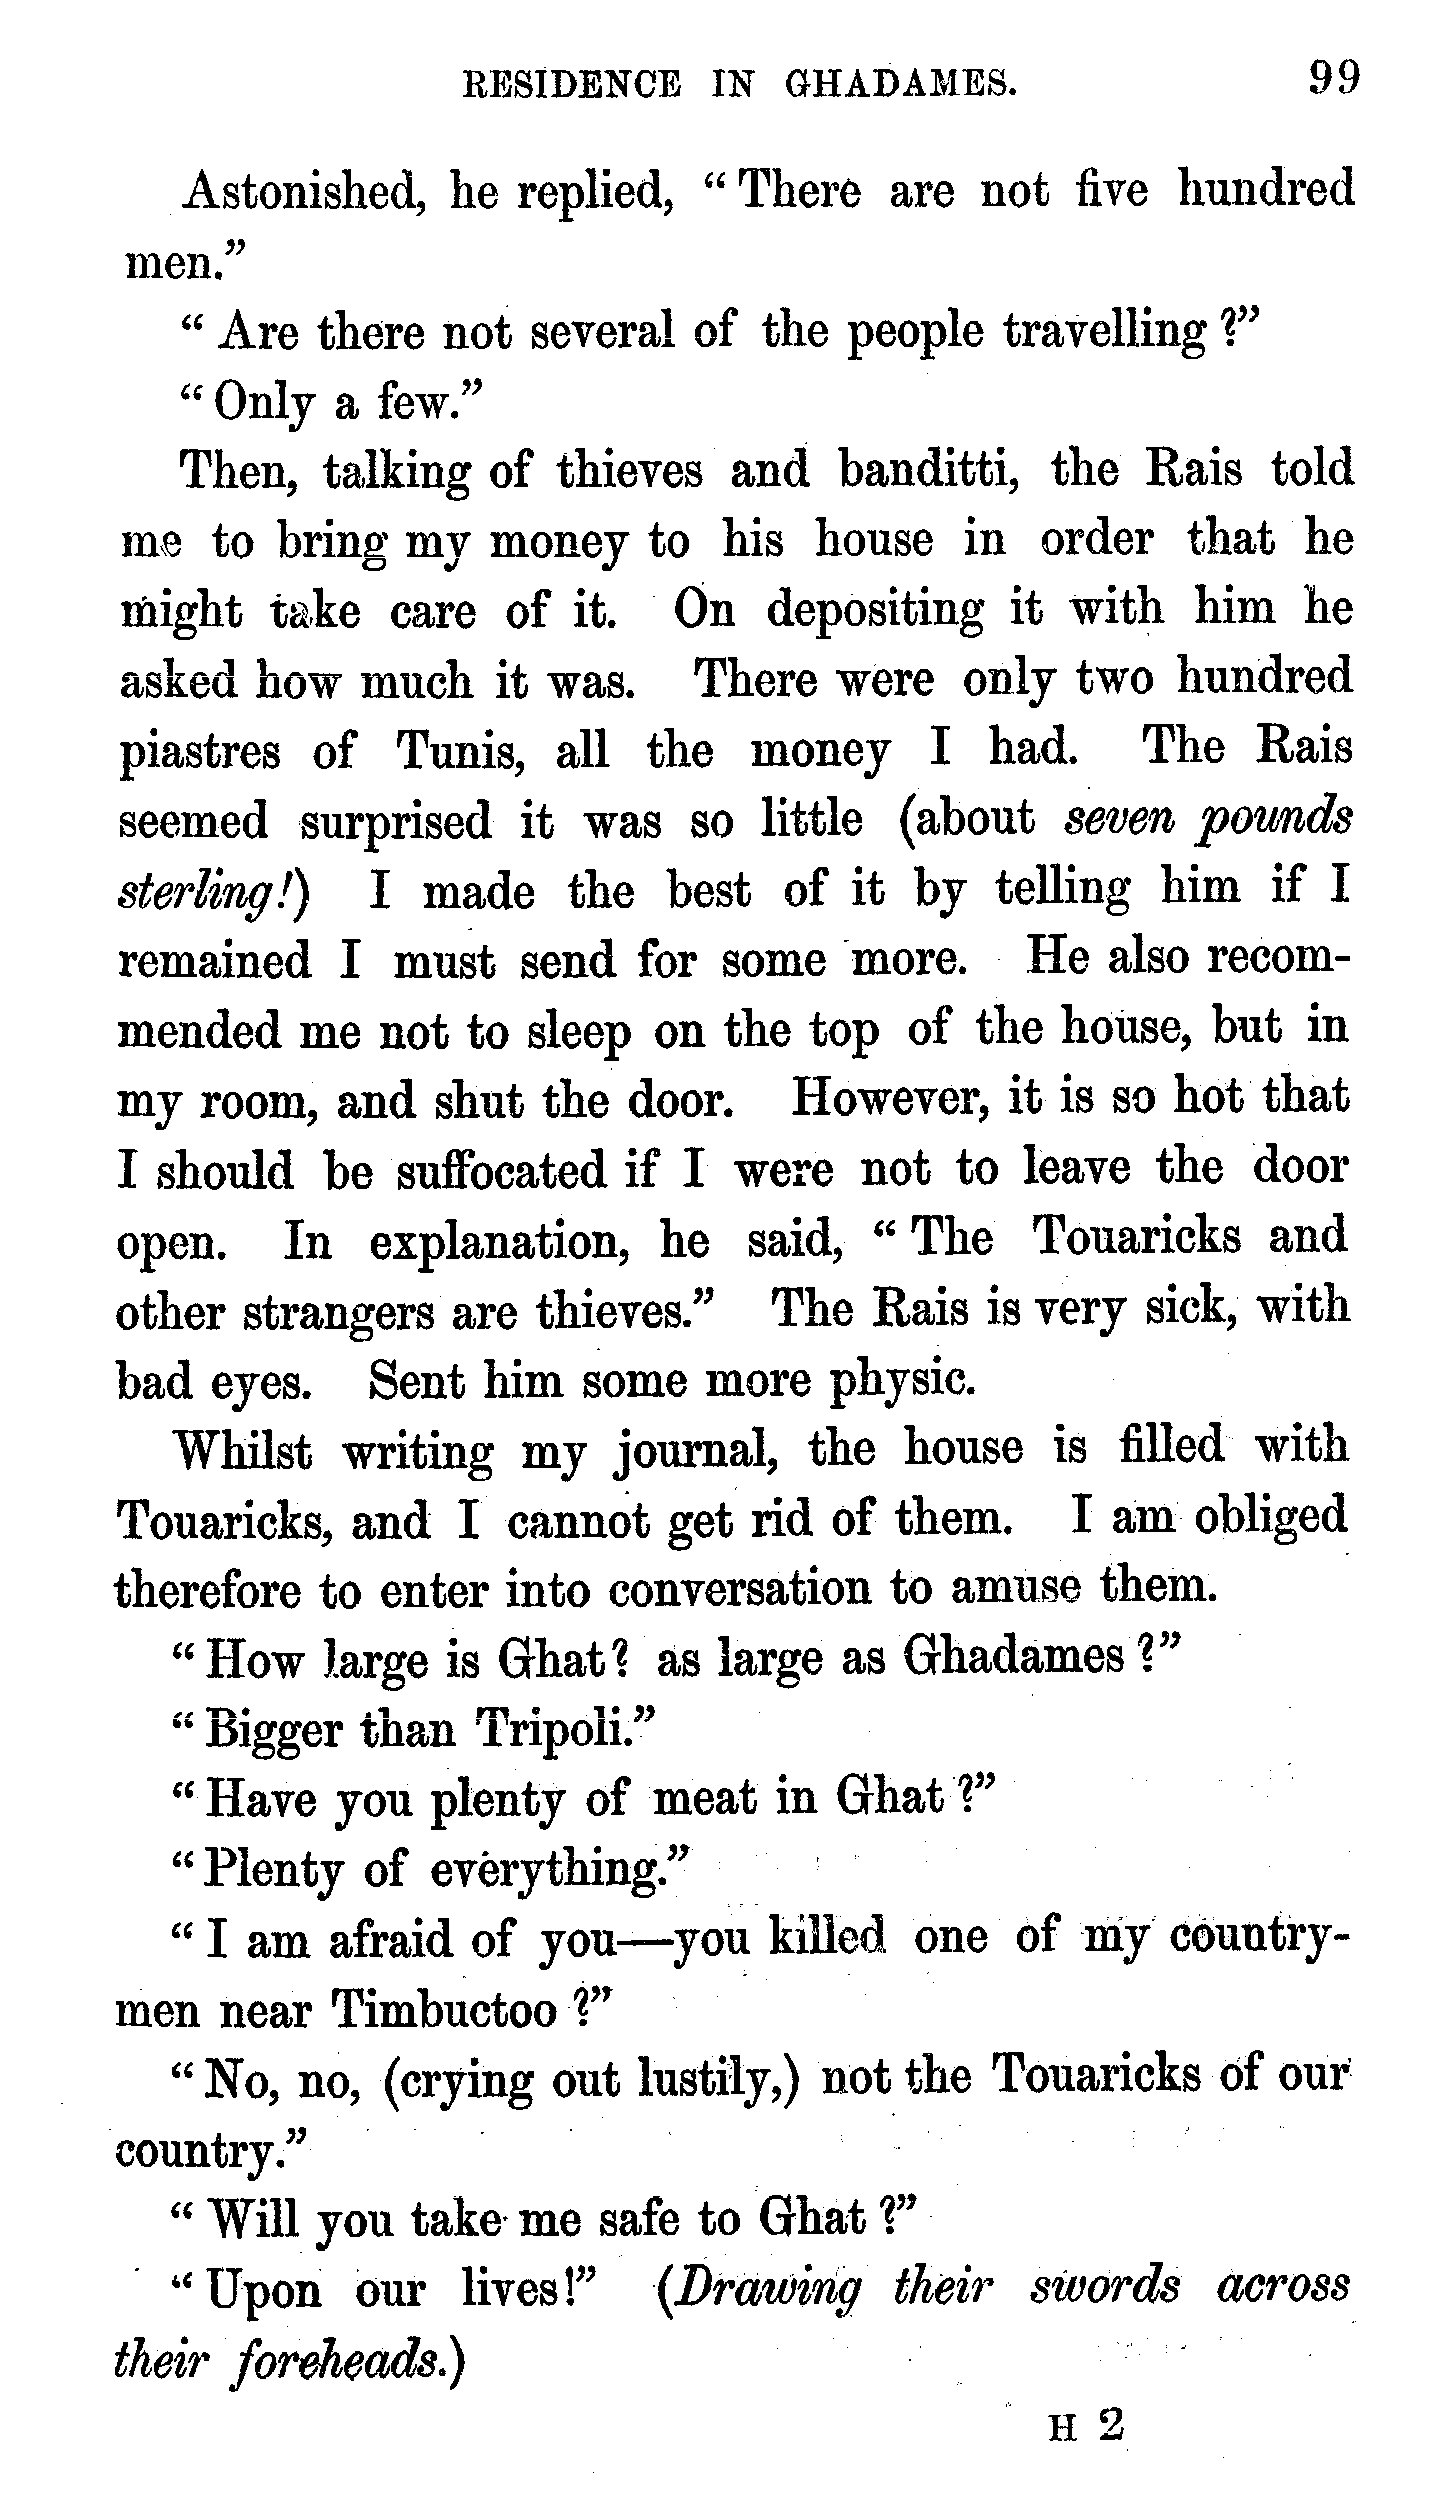 RESIDENCE IN GHADAMES. 99
Astonished, he replied, “There are not five hundred
men.”
“Are there not several of the people travelling?”
“Only a few.”
Then, talking of thieves and banditti, the Rais told
me to bring my money to his house in order that he
might take care of it. On depositing it with him he
asked how much it was. There were only two hundred
piastres of Tunis, all the money I had. The Rais
seemed surprised it was so little (about seven pounds
sterling!) I made the best of it by telling him if I
remained I must send for some more. He also recom-
mended me not to sleep on the top of the house, but in
my room, and shut the door. However, it is so hot that
I should be suffocated if I were not to leave the door
open. In explanation, he said, “The Touaricks and
other strangers are thieves.” The Rais is very sick, with
bad eyes. Sent him some more physic.
Whilst writing my journal, the house is filled with
Touaricks, and I cannot get rid of them. I am obliged
therefore to enter into conversation to amuse them.
“How large is Ghat? as large as Ghadames?”
“Bigger than Tripoli.”
“Have you plenty of meat in Ghat?”
“Plenty of everything.”
“I am afraid of you—you killed one of my country-
men near Timbuctoo?”
“No, no, (crying out lustily,) not the Touaricks of our
country.”
“Will you take me safe to Ghat?”
“Upon our lives!” (Drawing their swords across
their foreheads.)
H 2